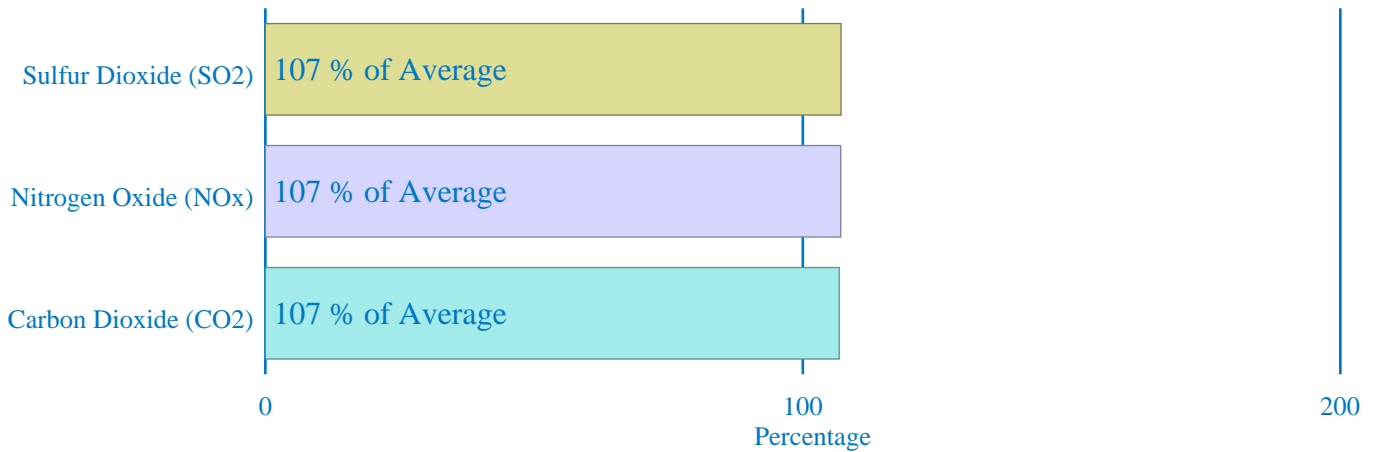 Sulfur Dioxide (SO2)
107 % of Average
Nitrogen Oxide (NOx)
107 % of Average
Carbon Dioxide (CO2)
107 % of Average
0 100 200
Percentage